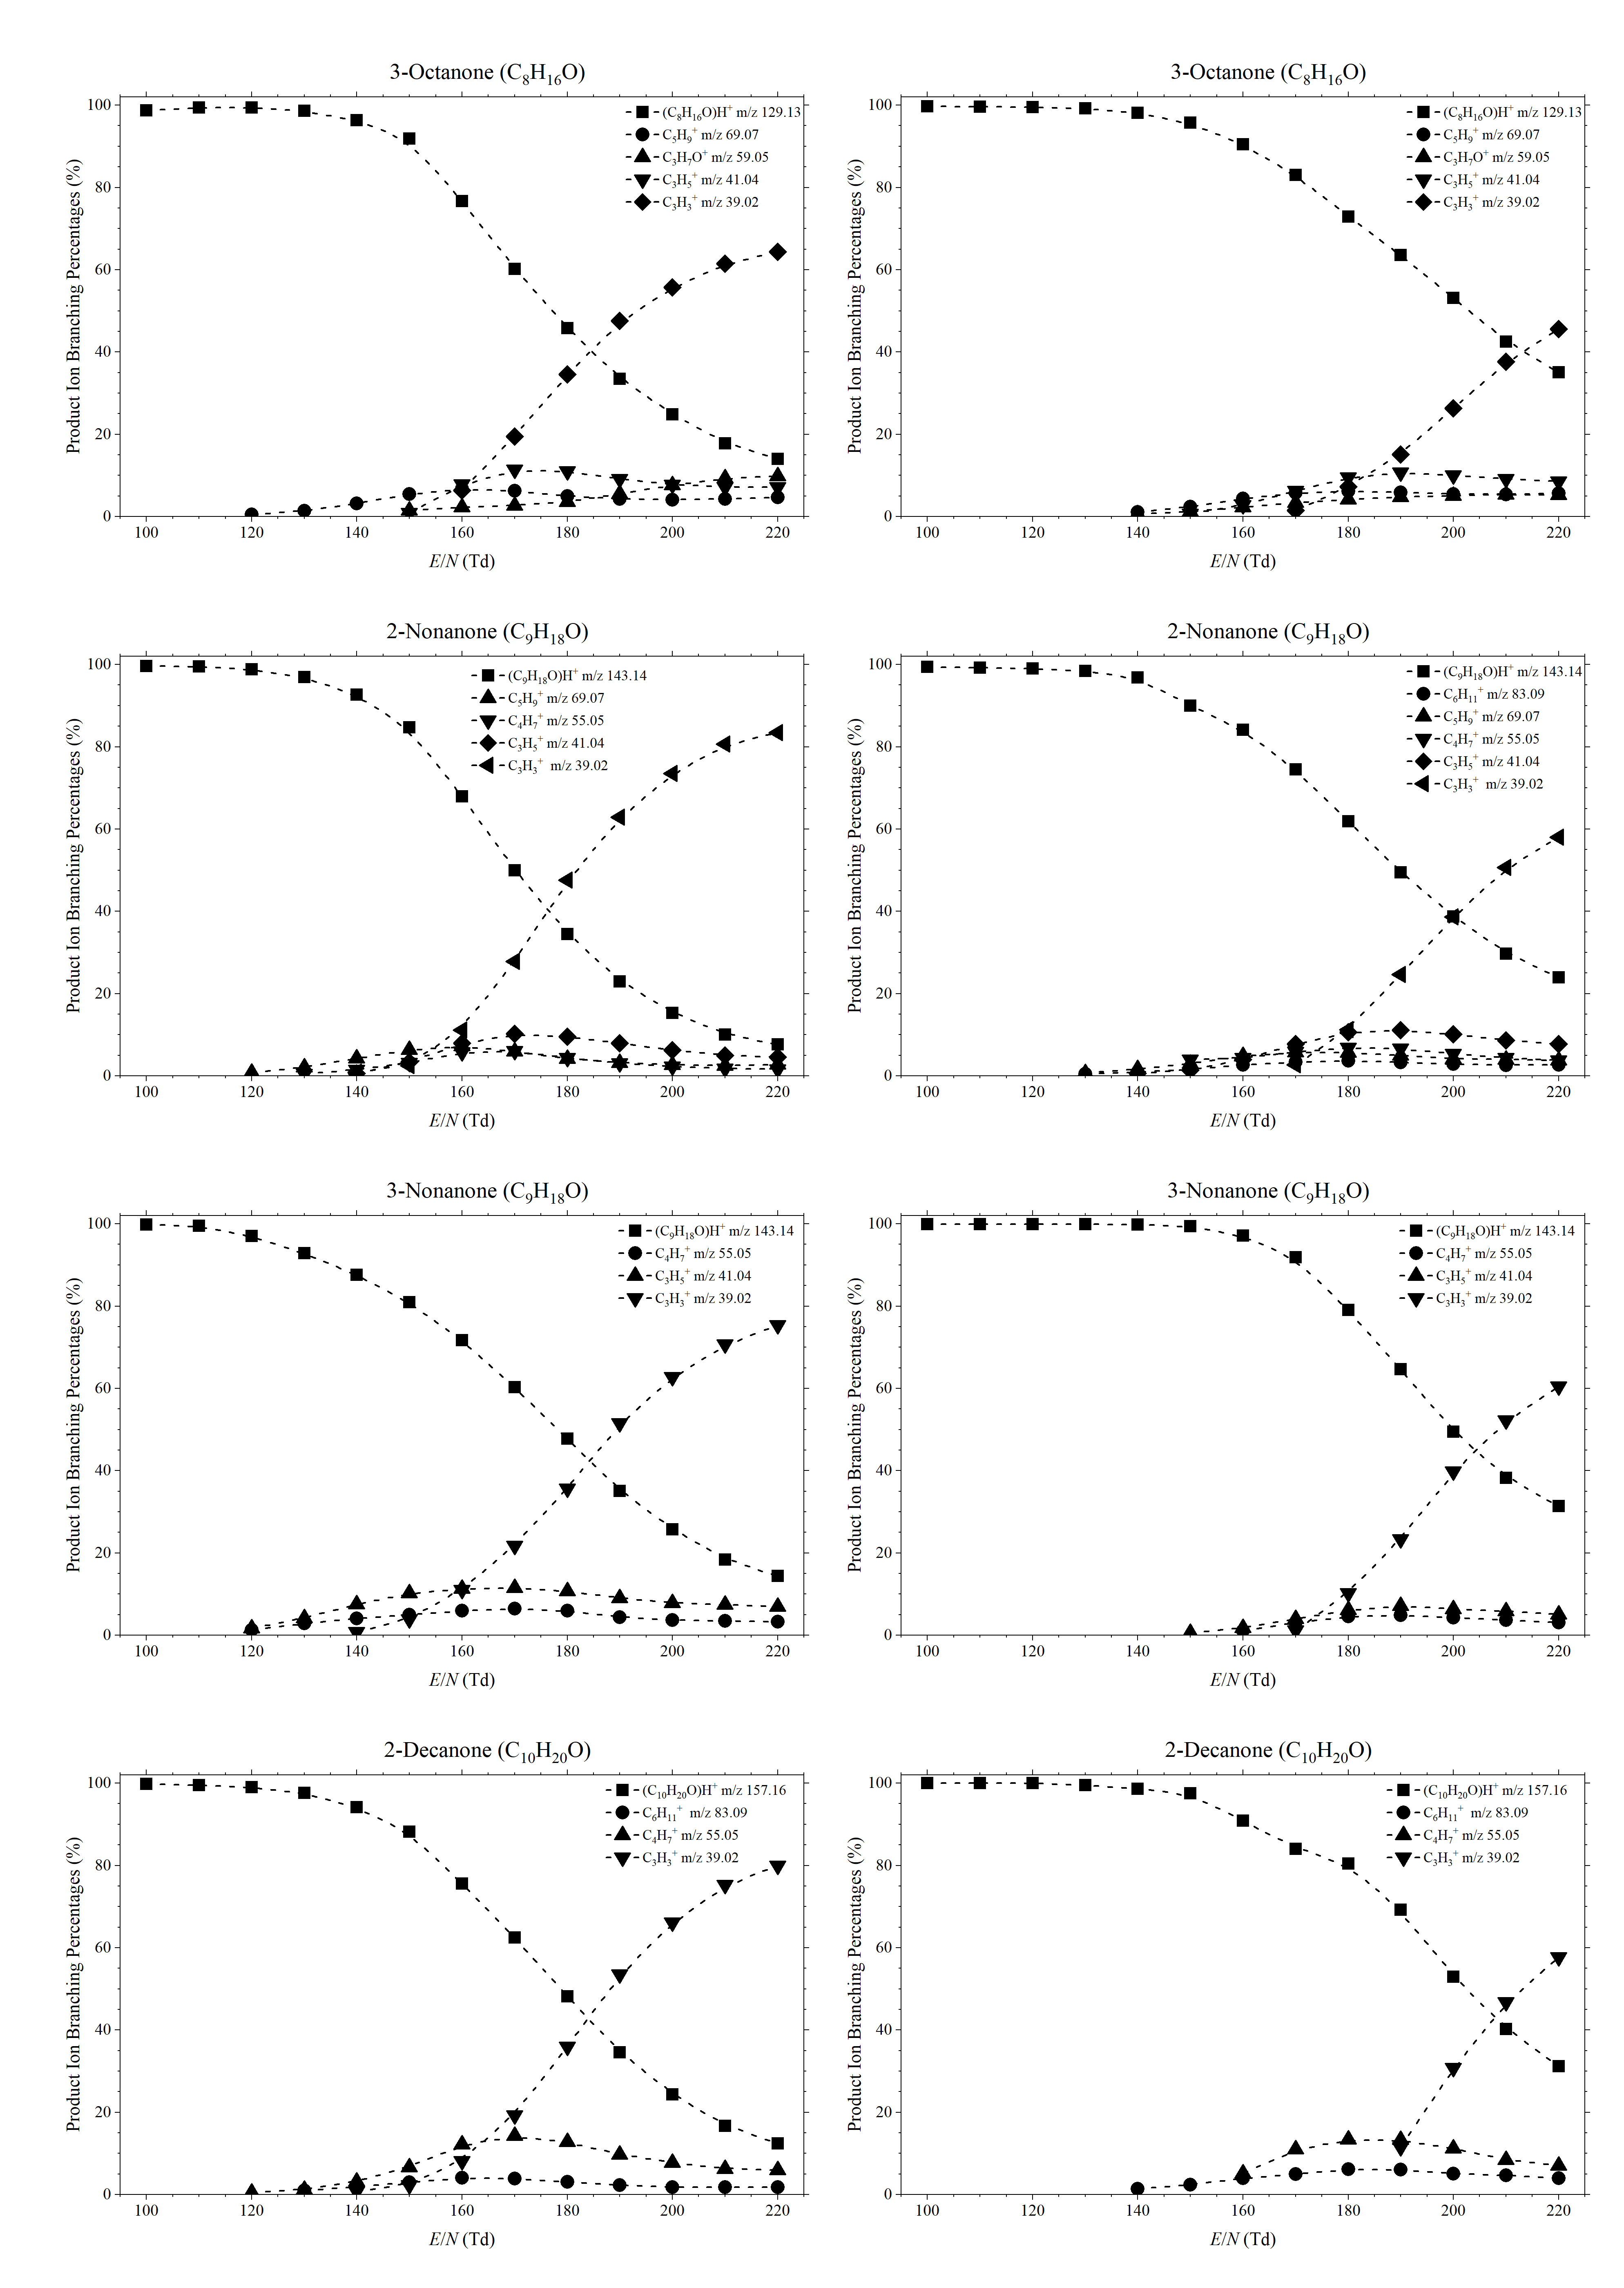 3-Octanone (C₈H₁₆O)
Product Ion Branching Percentages (%)
100
80
60
40
20
0
(C₈H₁₆O)H⁺ m/z 129.13
C₅H₉⁺ m/z 69.07
C₃H₇O⁺ m/z 59.05
C₃H₅⁺ m/z 41.04
C₃H₃⁺ m/z 39.02
100 120 140 160 180 200 220
E/N (Td)
3-Octanone (C₈H₁₆O)
Product Ion Branching Percentages (%)
100
80
60
40
20
0
(C₈H₁₆O)H⁺ m/z 129.13
C₅H₉⁺ m/z 69.07
C₃H₇O⁺ m/z 59.05
C₃H₅⁺ m/z 41.04
C₃H₃⁺ m/z 39.02
100 120 140 160 180 200 220
E/N (Td)
2-Nonanone (C₉H₁₈O)
Product Ion Branching Percentages (%)
100
80
60
40
20
0
(C₉H₁₈O)H⁺ m/z 143.14
C₅H₉⁺ m/z 69.07
C₄H₇⁺ m/z 55.05
C₃H₅⁺ m/z 41.04
C₃H₃⁺ m/z 39.02
100 120 140 160 180 200 220
E/N (Td)
2-Nonanone (C₉H₁₈O)
Product Ion Branching Percentages (%)
100
80
60
40
20
0
(C₉H₁₈O)H⁺ m/z 143.14
C₆H₁₁⁺ m/z 83.09
C₅H₉⁺ m/z 69.07
C₄H₇⁺ m/z 55.05
C₃H₅⁺ m/z 41.04
C₃H₃⁺ m/z 39.02
100 120 140 160 180 200 220
E/N (Td)
3-Nonanone (C₉H₁₈O)
Product Ion Branching Percentages (%)
100
80
60
40
20
0
(C₉H₁₈O)H⁺ m/z 143.14
C₄H₇⁺ m/z 55.05
C₃H₅⁺ m/z 41.04
C₃H₃⁺ m/z 39.02
100 120 140 160 180 200 220
E/N (Td)
3-Nonanone (C₉H₁₈O)
Product Ion Branching Percentages (%)
100
80
60
40
20
0
(C₉H₁₈O)H⁺ m/z 143.14
C₄H₇⁺ m/z 55.05
C₃H₅⁺ m/z 41.04
C₃H₃⁺ m/z 39.02
100 120 140 160 180 200 220
E/N (Td)
2-Decanone (C₁₀H₂₀O)
Product Ion Branching Percentages (%)
100
80
60
40
20
0
(C₁₀H₂₀O)H⁺ m/z 157.16
C₆H₁₁⁺ m/z 83.09
C₄H₇⁺ m/z 55.05
C₃H₃⁺ m/z 39.02
100 120 140 160 180 200 220
E/N (Td)
2-Decanone (C₁₀H₂₀O)
Product Ion Branching Percentages (%)
100
80
60
40
20
0
(C₁₀H₂₀O)H⁺ m/z 157.16
C₆H₁₁⁺ m/z 83.09
C₄H₇⁺ m/z 55.05
C₃H₃⁺ m/z 39.02
100 120 140 160 180 200 220
E/N (Td)